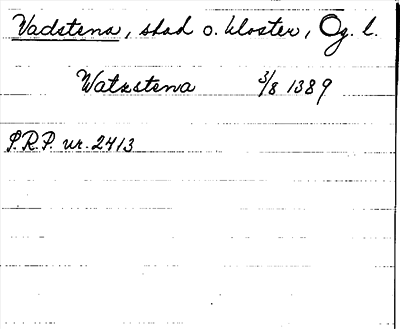 Vadstena, stad o. kloster, Ög. l.
Watzstena 3/8 1389
S.R.P. nr. 2413